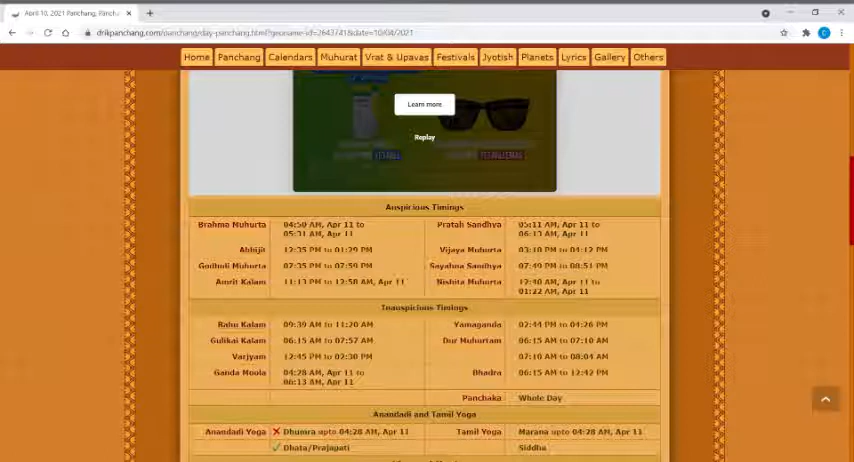 April 10, 2021 Panchang, Panch
drikpanchang.com/panchang/day-panchang.html?geoname-id=2643741&date=10/04/2021
Home Panchang Calendars Muhurat Vrat & Upavas Festivals Jyotish Planets Lyrics Gallery Others
Learn more
Replay
Auspicious Timings
Brahma Muhurta 04:50 AM, Apr 11 to 05:31 AM, Apr 11 Pratah Sandhya 05:11 AM, Apr 11 to 06:13 AM, Apr 11
Abhijit 12:35 PM to 01:29 PM Vijaya Muhurta 03:10 PM to 04:12 PM
Godhuli Muhurta 07:35 PM to 07:59 PM Sayahna Sandhya 07:49 PM to 08:51 PM
Amrit Kalam 11:13 PM to 12:58 AM, Apr 11 Nishita Muhurta 12:40 AM, Apr 11 to 01:22 AM, Apr 11
Inauspicious Timings
Rahu Kalam 09:39 AM to 11:20 AM Yamaganda 02:44 PM to 04:26 PM
Gulikai Kalam 06:15 AM to 07:57 AM Dur Muhurtam 06:15 AM to 07:10 AM
07:10 AM to 08:04 AM
Varjyam 12:45 PM to 02:30 PM
Ganda Moola 04:28 AM, Apr 11 to 06:13 AM, Apr 11 Bhadra 06:15 AM to 12:42 PM
Panchaka Whole Day
Anandadi and Tamil Yoga
Anandadi Yoga Dhumra upto 04:28 AM, Apr 11 Tamil Yoga Marana upto 04:28 AM, Apr 11
Dhata/Prajapati Siddha